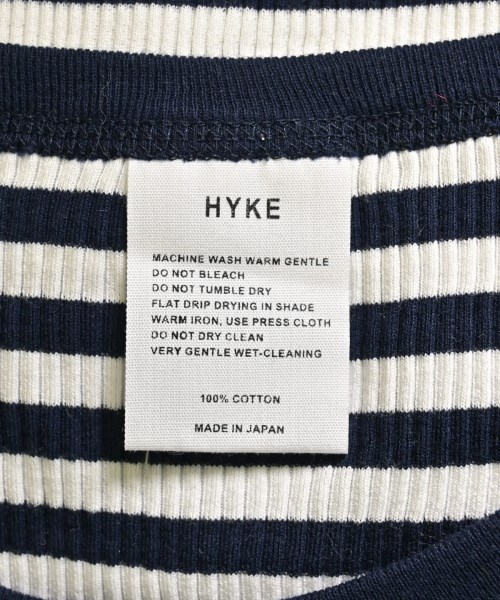 HYKE
MACHINE WASH WARM GENTLE
DO NOT BLEACH
DO NOT TUMBLE DRY
FLAT DRIP DRYING IN SHADE
WARM IRON, USE PRESS CLOTH
DO NOT DRY CLEAN
VERY GENTLE WET-CLEANING
100% COTTON
MADE IN JAPAN